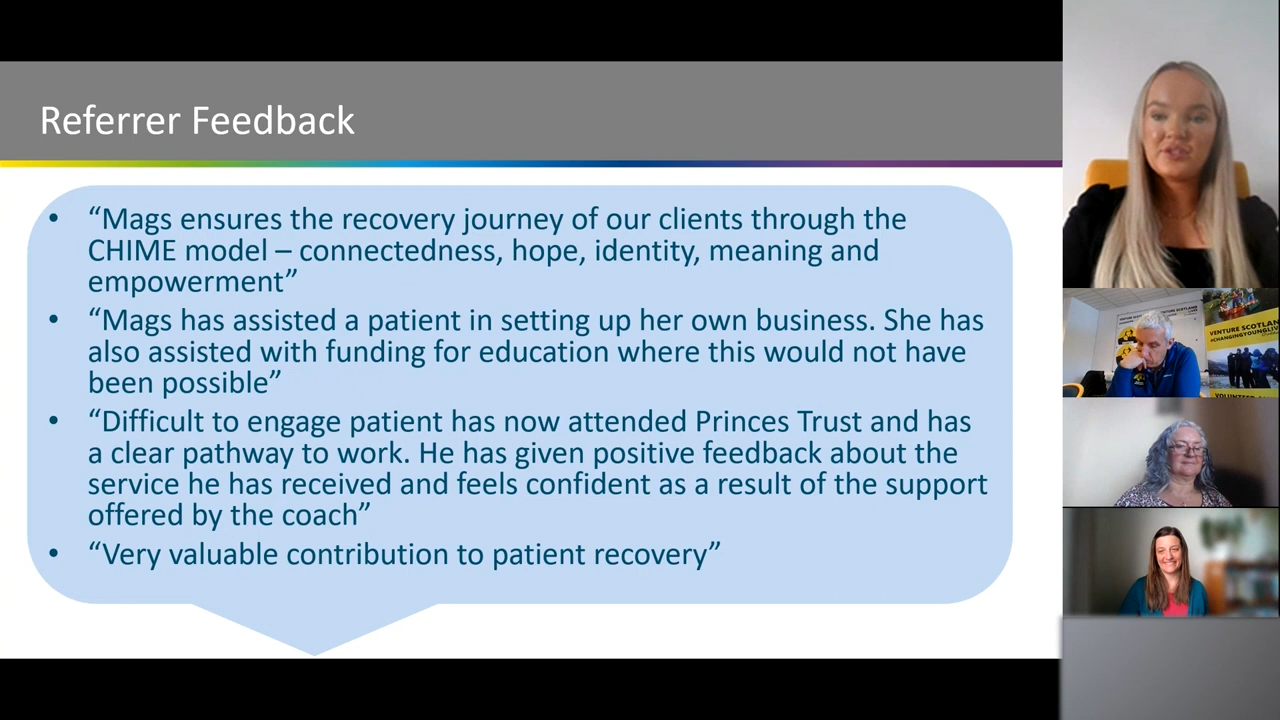 Referrer Feedback
• “Mags ensures the recovery journey of our clients through the
CHIME model – connectedness, hope, identity, meaning and
empowerment”
• “Mags has assisted a patient in setting up her own business. She has
also assisted with funding for education where this would not have
been possible”
• “Difficult to engage patient has now attended Princes Trust and has
a clear pathway to work. He has given positive feedback about the
service he has received and feels confident as a result of the support
offered by the coach”
• “Very valuable contribution to patient recovery”
VENTURE SCOTLAND